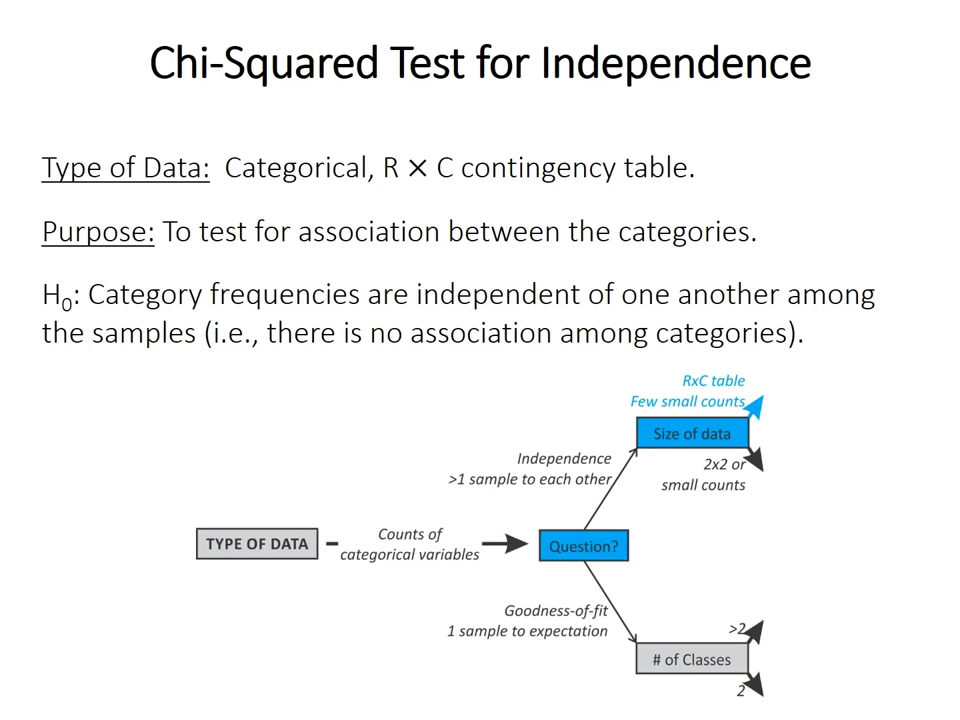 Chi-Squared Test for Independence
Type of Data: Categorical, R × C contingency table.
Purpose: To test for association between the categories.
H₀: Category frequencies are independent of one another among
the samples (i.e., there is no association among categories).
RxC table
Few small counts
Size of data
Independence
>1 sample to each other
2x2 or
small counts
TYPE OF DATA
Counts of
categorical variables
Question?
Goodness-of-fit
1 sample to expectation
>2
# of Classes
2